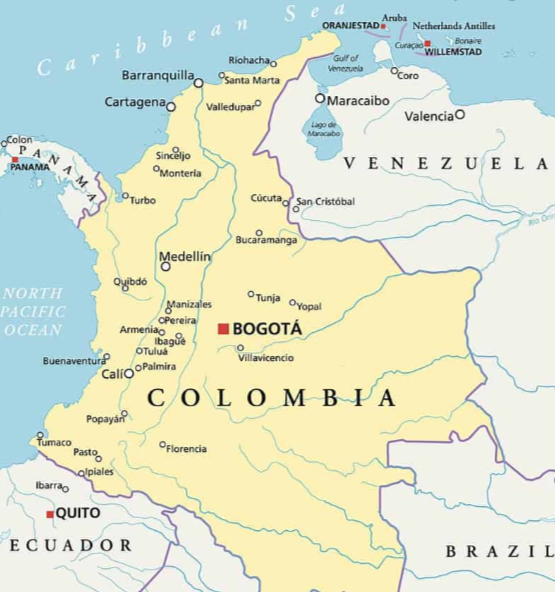 Caribbean Sea
ORANJESTAD
Aruba
Netherlands Antilles
Curaçao
Bonaire
WILLEMSTAD
Riohacha
Gulf of
Venezuela
Coro
Barranquilla
Santa Marta
Cartagena
Valledupar
Maracaibo
Valencia
Lago de
Maracaibo
Colon
PANAMA
PANAMA
VENEZUELA
Sincéljo
Montería
Turbo
Cúcuta
San Cristóbal
Bucaramanga
Medellín
Quibdó
NORTH
PACIFIC
OCEAN
Tunja
Yopal
Manizales
Pereira
Armenia
Ibagué
BOGOTÁ
Tuluá
Villavicencio
Buenaventura
Palmira
Calí
COLOMBIA
Popayán
Tumaco
Florencia
Pasto
Ipiales
Ibarra
QUITO
ECUADOR
BRAZIL